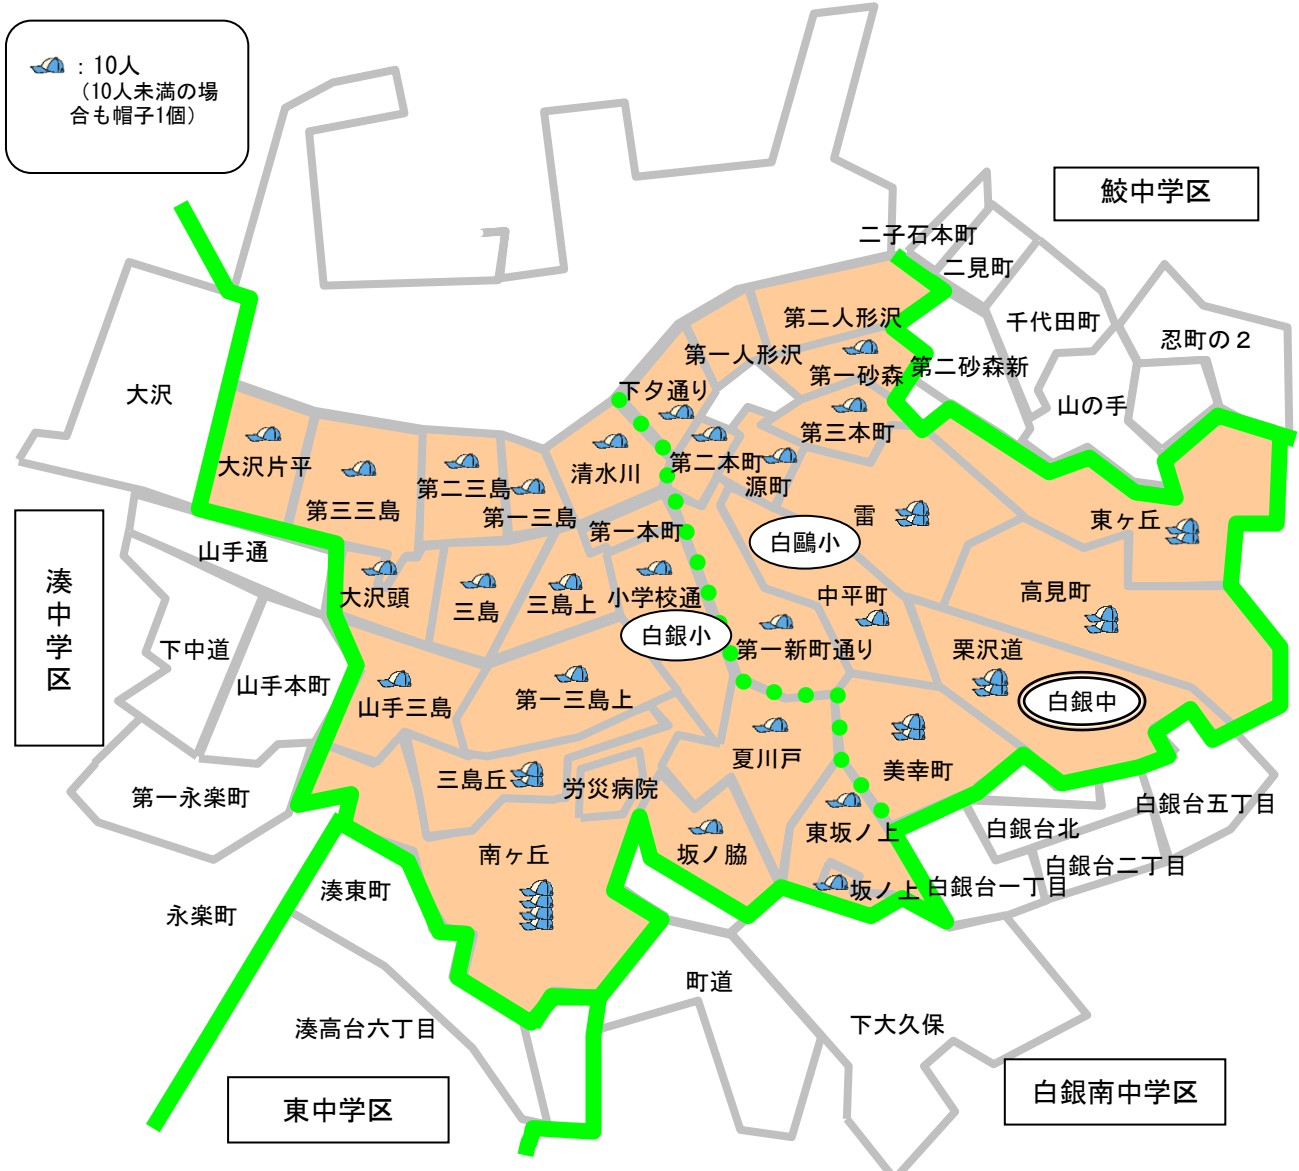 ：10人
（10人未満の場
合も帽子1個）
鮫中学区
二子石本町
二見町
第二人形沢
千代田町
忍町の２
第一人形沢
第一砂森
第二砂森新
大沢
下夕通り
山の手
第三本町
大沢片平
清水川
第二本町
源町
第二三島
第三三島
第一三島
第一本町
雷
東ヶ丘
白鷗小
山手通
大沢頭
三島
三島上
小学校通
中平町
高見町
湊中学区
下中道
白銀小
第一新町通り
栗沢道
山手本町
山手三島
第一三島上
白銀中
夏川戸
美幸町
三島丘
労災病院
第一永楽町
白銀台五丁目
東坂ノ上
白銀台北
南ヶ丘
坂ノ脇
白銀台二丁目
湊東町
坂ノ上
白銀台一丁目
永楽町
町道
湊高台六丁目
下大久保
東中学区
白銀南中学区